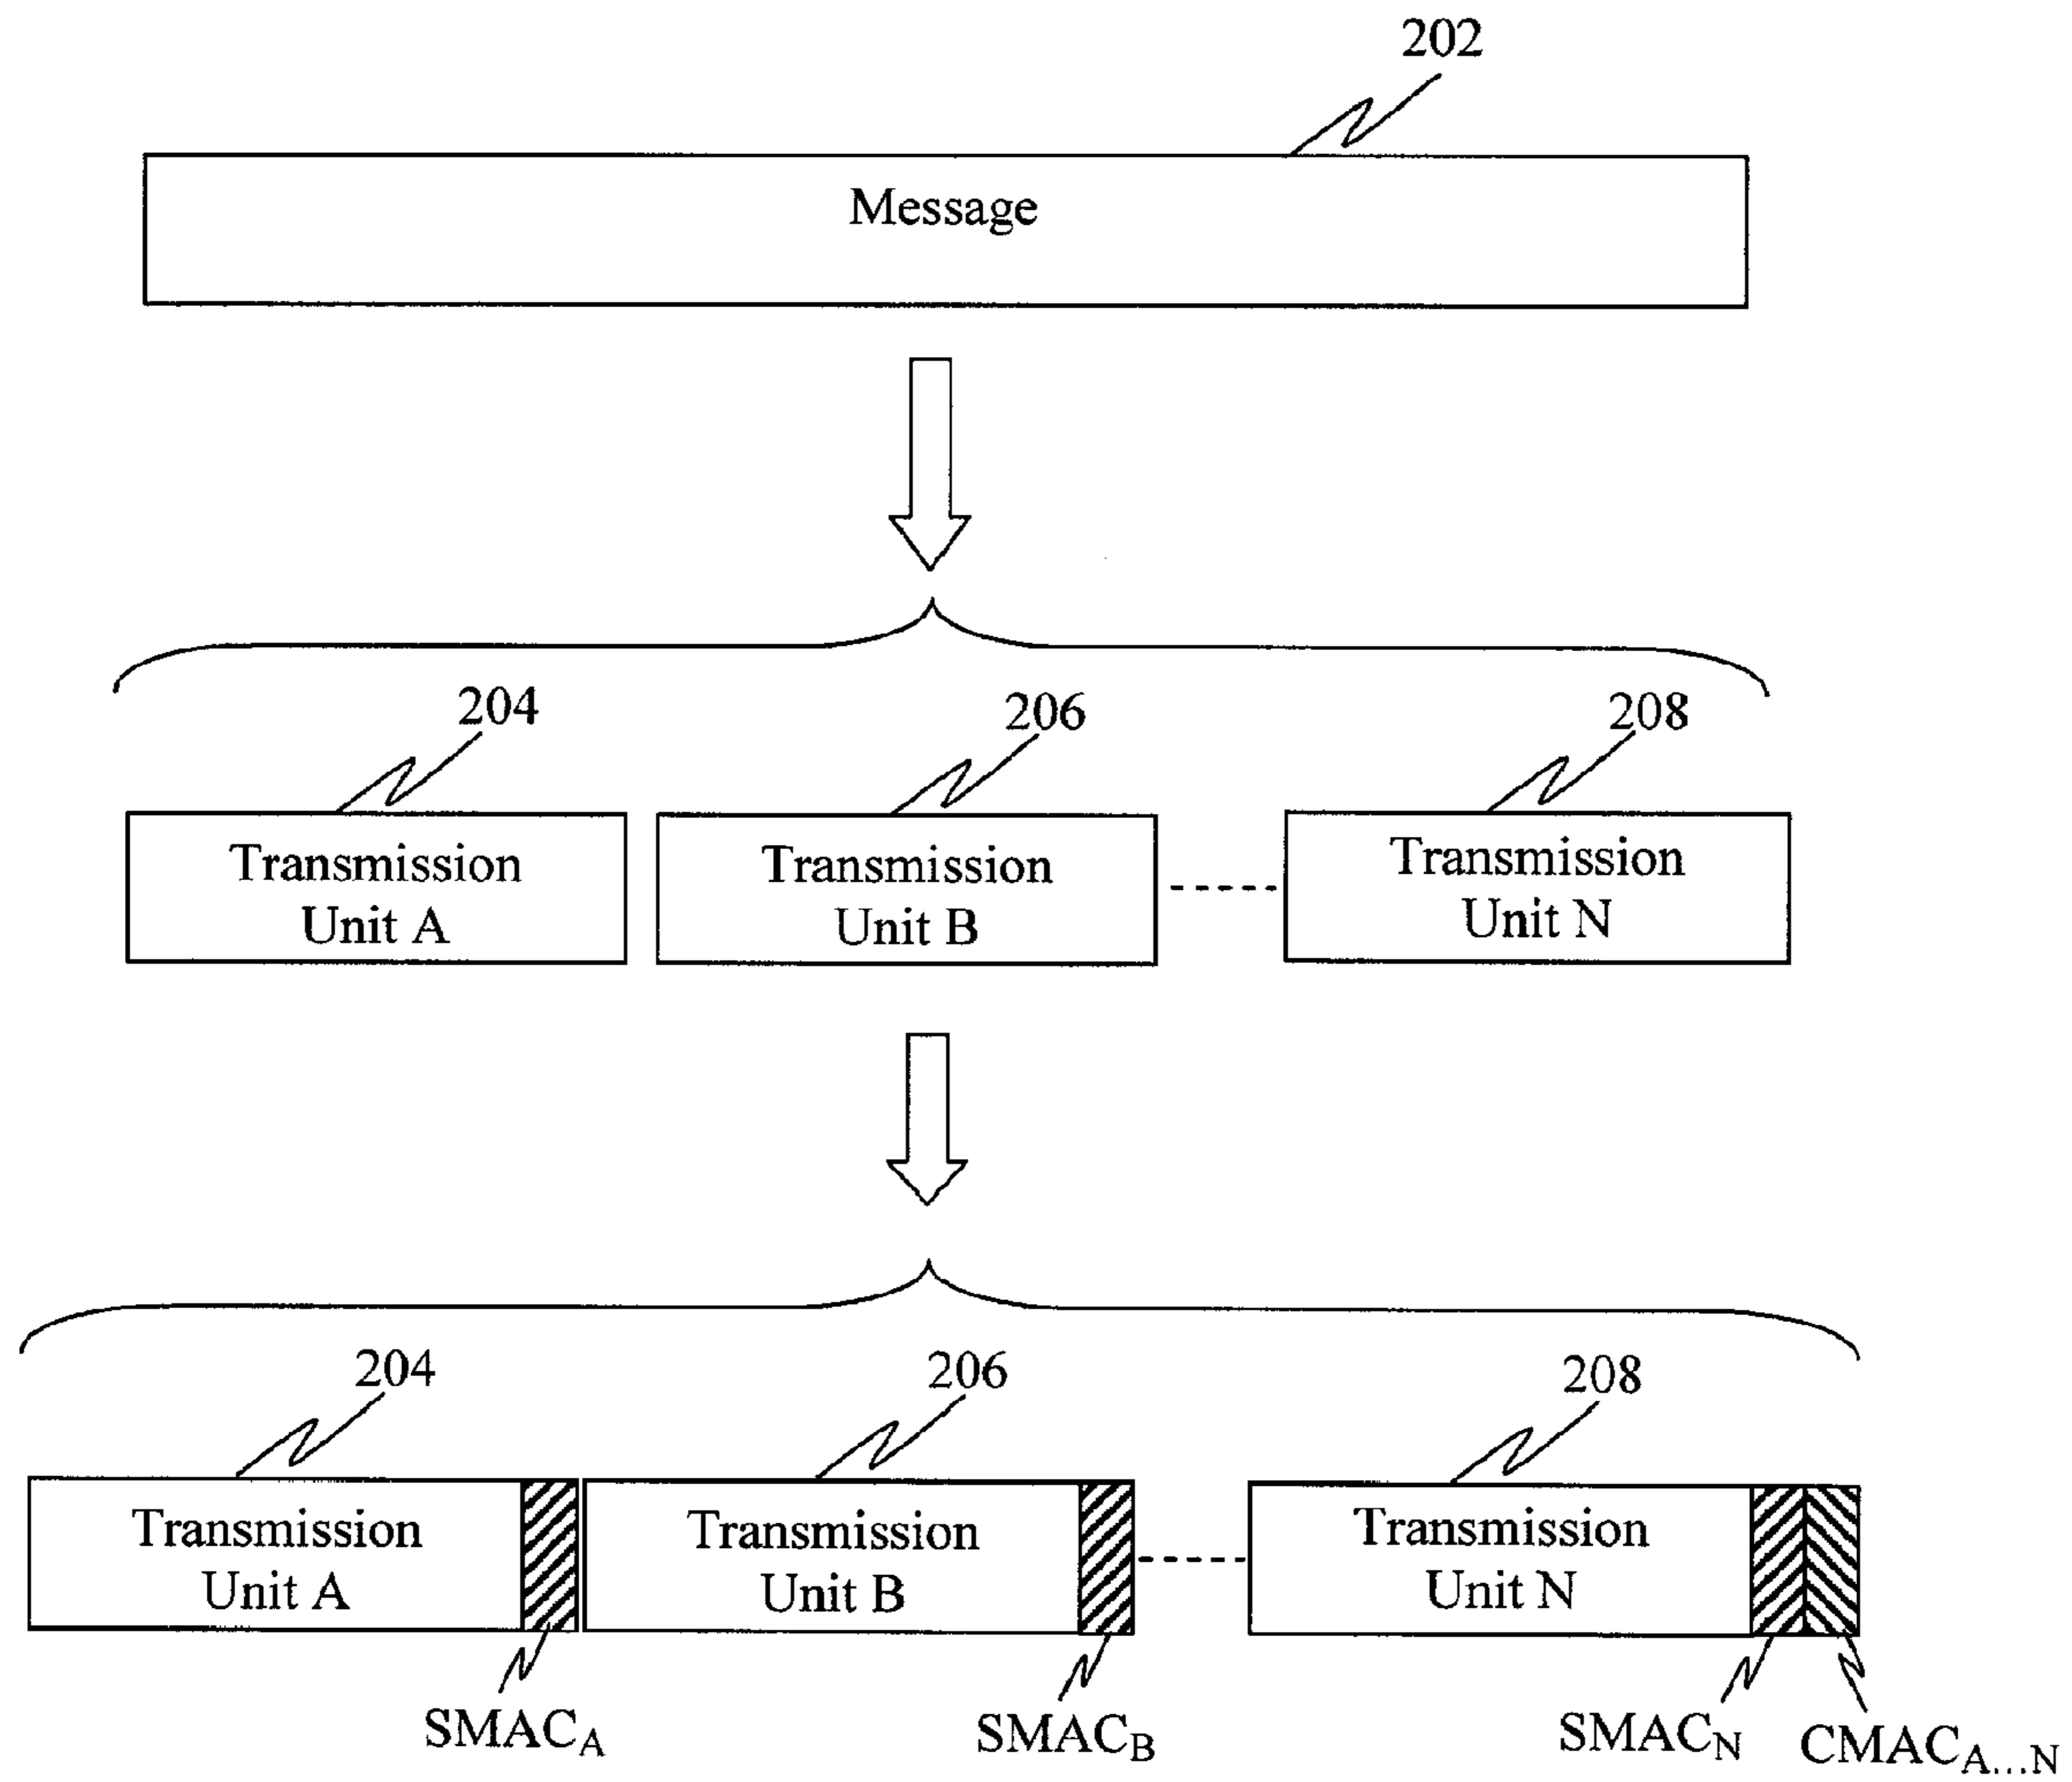 202
Message
204
206
208
Transmission
Unit A
Transmission
Unit B
Transmission
Unit N
204
206
208
Transmission
Unit A
Transmission
Unit B
Transmission
Unit N
SMACA
SMACB
SMACN
CMACA...N